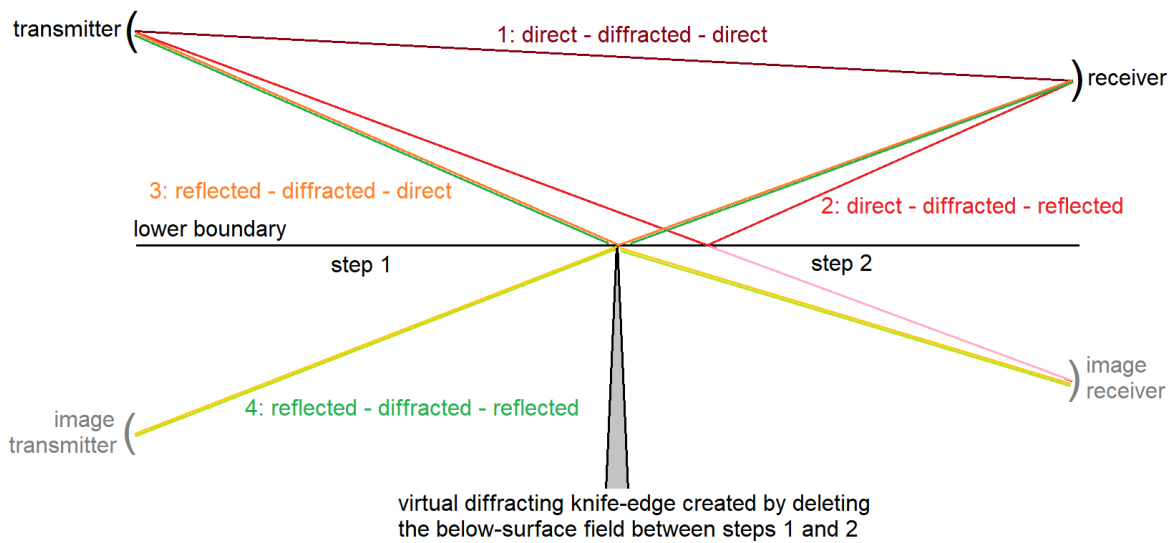 transmitter
1: direct - diffracted - direct
receiver
3: reflected - diffracted - direct
2: direct - diffracted - reflected
lower boundary
step 1
step 2
image
receiver
4: reflected - diffracted - reflected
image
transmitter
virtual diffracting knife-edge created by deleting
the below-surface field between steps 1 and 2